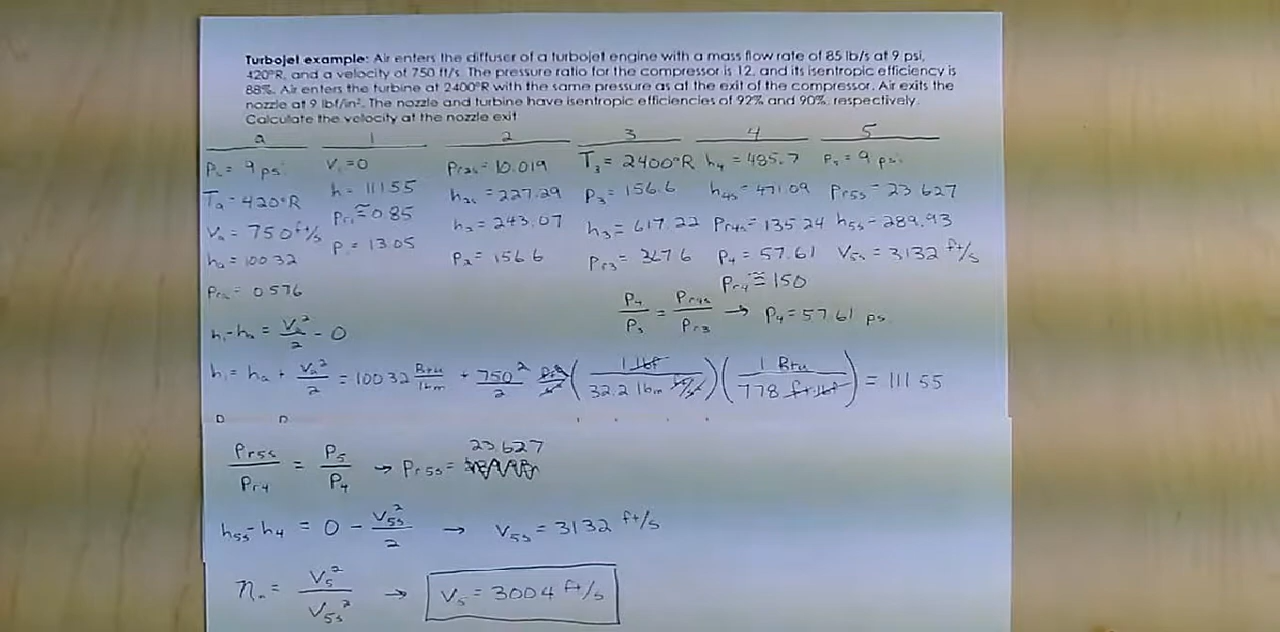 Turbojet example: Air enters the diffuser of a turbojet engine with a mass flow rate of 85 lb/s at 9 psi,
420°R, and a velocity of 750 ft/s. The pressure ratio for the compressor is 12, and its isentropic efficiency is
88%. Air enters the turbine at 2400°R with the same pressure as at the exit of the compressor. Air exits the
nozzle at 9 lbf/in². The nozzle and turbine have isentropic efficiencies of 92% and 90%, respectively.
Calculate the velocity at the nozzle exit
a 1 2 3 4 5
Pₐ = 9 psi V₁ = 0 Pr₂ₛ = 10.019 T₃ = 2400°R h₄ = 485.7 P₅ = 9 psi
Tₐ = 420°R h₁ = 111.55 h₂ₛ = 227.29 P₃ = 156.6 h₄ₛ = 471.09 Pr₅ₛ = 23.627
Vₐ = 750 ft/s Pr₁ ≅ 0.85 h₂ = 243.07 h₃ = 617.22 Pr₄ₛ = 135.24 h₅ₛ = 289.93
hₐ = 100.32 P₁ = 13.05 P₂ = 156.6 Pr₃ = 367.6 P₄ = 57.61 V₅ₛ = 3132 ft/s
Prₐ = 0.576 Pr₄ ≅ 150
P₄/P₃ = Pr₄ₛ/Pr₃ → P₄ = 57.61 psi
h₁-hₐ = Vₐ²/2 - 0
h₁ = hₐ + Vₐ²/2 = 100.32 Btu/lbm + 750²/2 ft²/s² (1 lbf/32.2 lbm ft/s²)(1 Btu/778 ft·lbf) = 111.55
Pr₅ₛ/Pr₄ = P₅/P₄ → Pr₅ₛ = 23.627
h₅ₛ-h₄ = 0 - V₅ₛ²/2 → V₅ₛ = 3132 ft/s
ηₙ = V₅²/V₅ₛ² → V₅ = 3004 ft/s